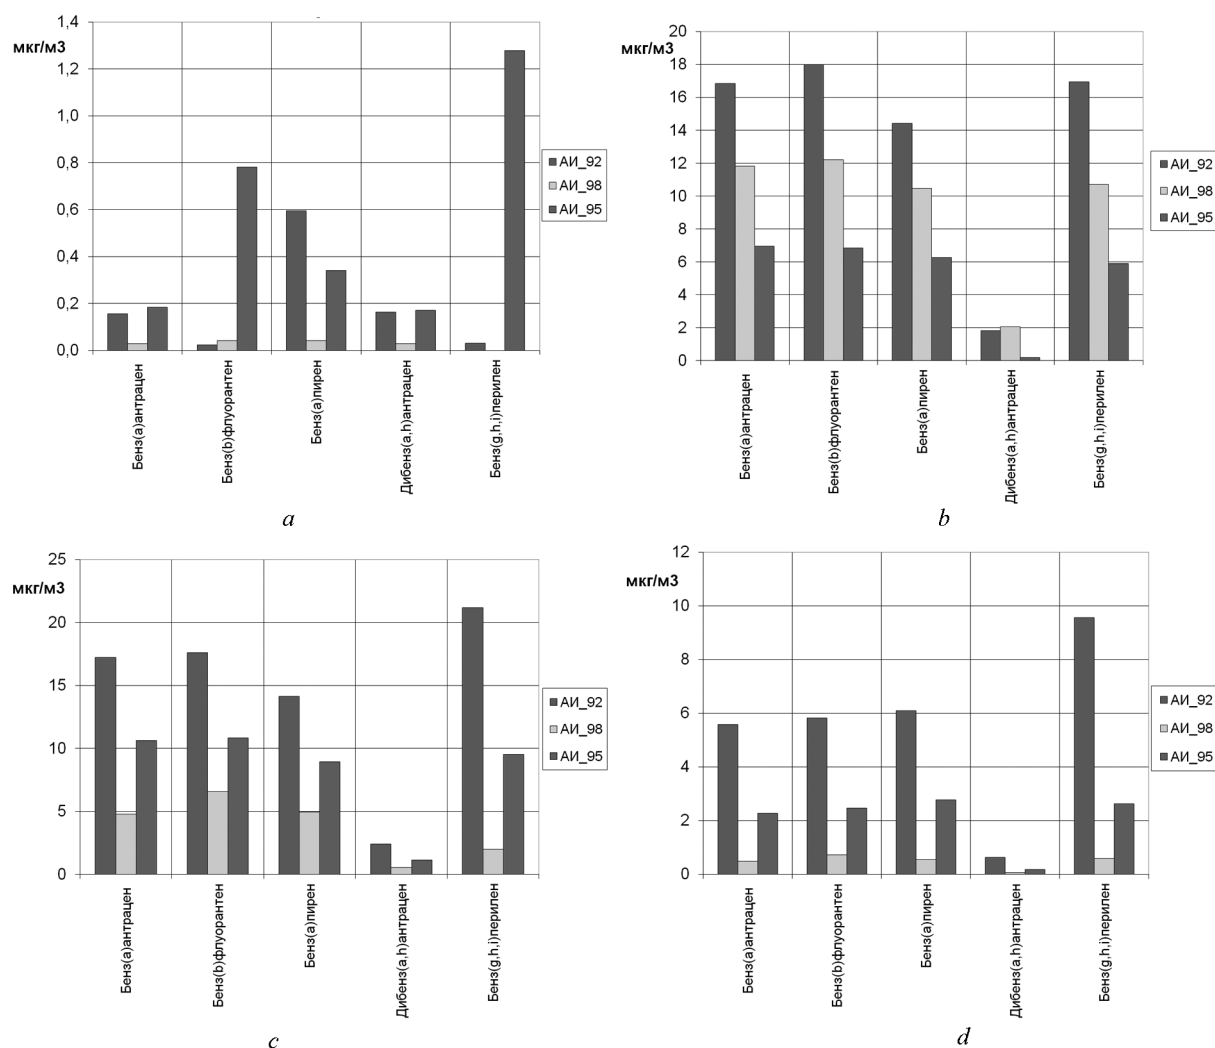 мкг/м3
1,4
1,2
1,0
0,8
0,6
0,4
0,2
0,0
АИ_92
АИ_98
АИ_95
Бенз(а)антрацен
Бенз(b)флуорантен
Бенз(а)пирен
Дибенз(a,h)антрацен
Бенз(g,h,i)перилен
a
мкг/м3
20
18
16
14
12
10
8
6
4
2
0
АИ_92
АИ_98
АИ_95
Бенз(а)антрацен
Бенз(b)флуорантен
Бенз(а)пирен
Дибенз(a,h)антрацен
Бенз(g,h,i)перилен
b
мкг/м3
25
20
15
10
5
0
АИ_92
АИ_98
АИ_95
Бенз(а)антрацен
Бенз(b)флуорантен
Бенз(а)пирен
Дибенз(a,h)антрацен
Бенз(g,h,i)перилен
c
мкг/м3
12
10
8
6
4
2
0
АИ_92
АИ_98
АИ_95
Бенз(а)антрацен
Бенз(b)флуорантен
Бенз(а)пирен
Дибенз(a,h)антрацен
Бенз(g,h,i)перилен
d